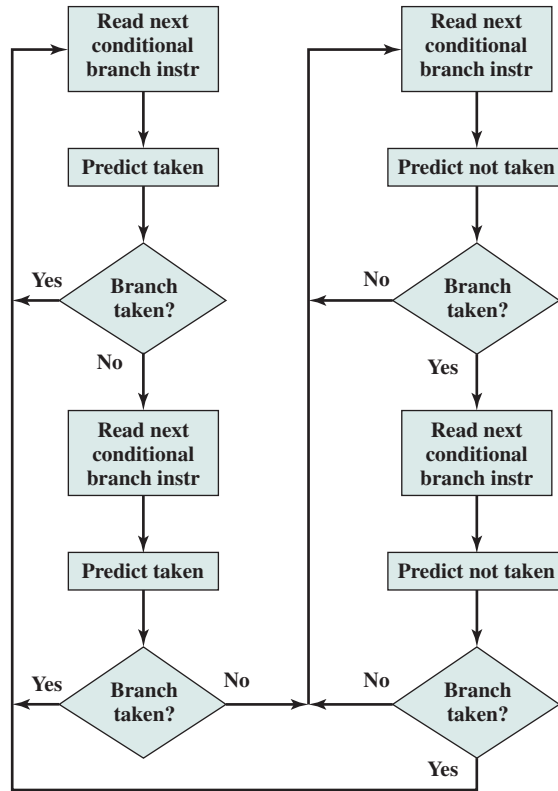 Read next
conditional
branch instr
Predict taken
Yes
Branch
taken?
No
Read next
conditional
branch instr
Predict taken
Yes
Branch
taken?
No
Read next
conditional
branch instr
Predict not taken
No
Branch
taken?
Yes
Read next
conditional
branch instr
Predict not taken
No
Branch
taken?
Yes